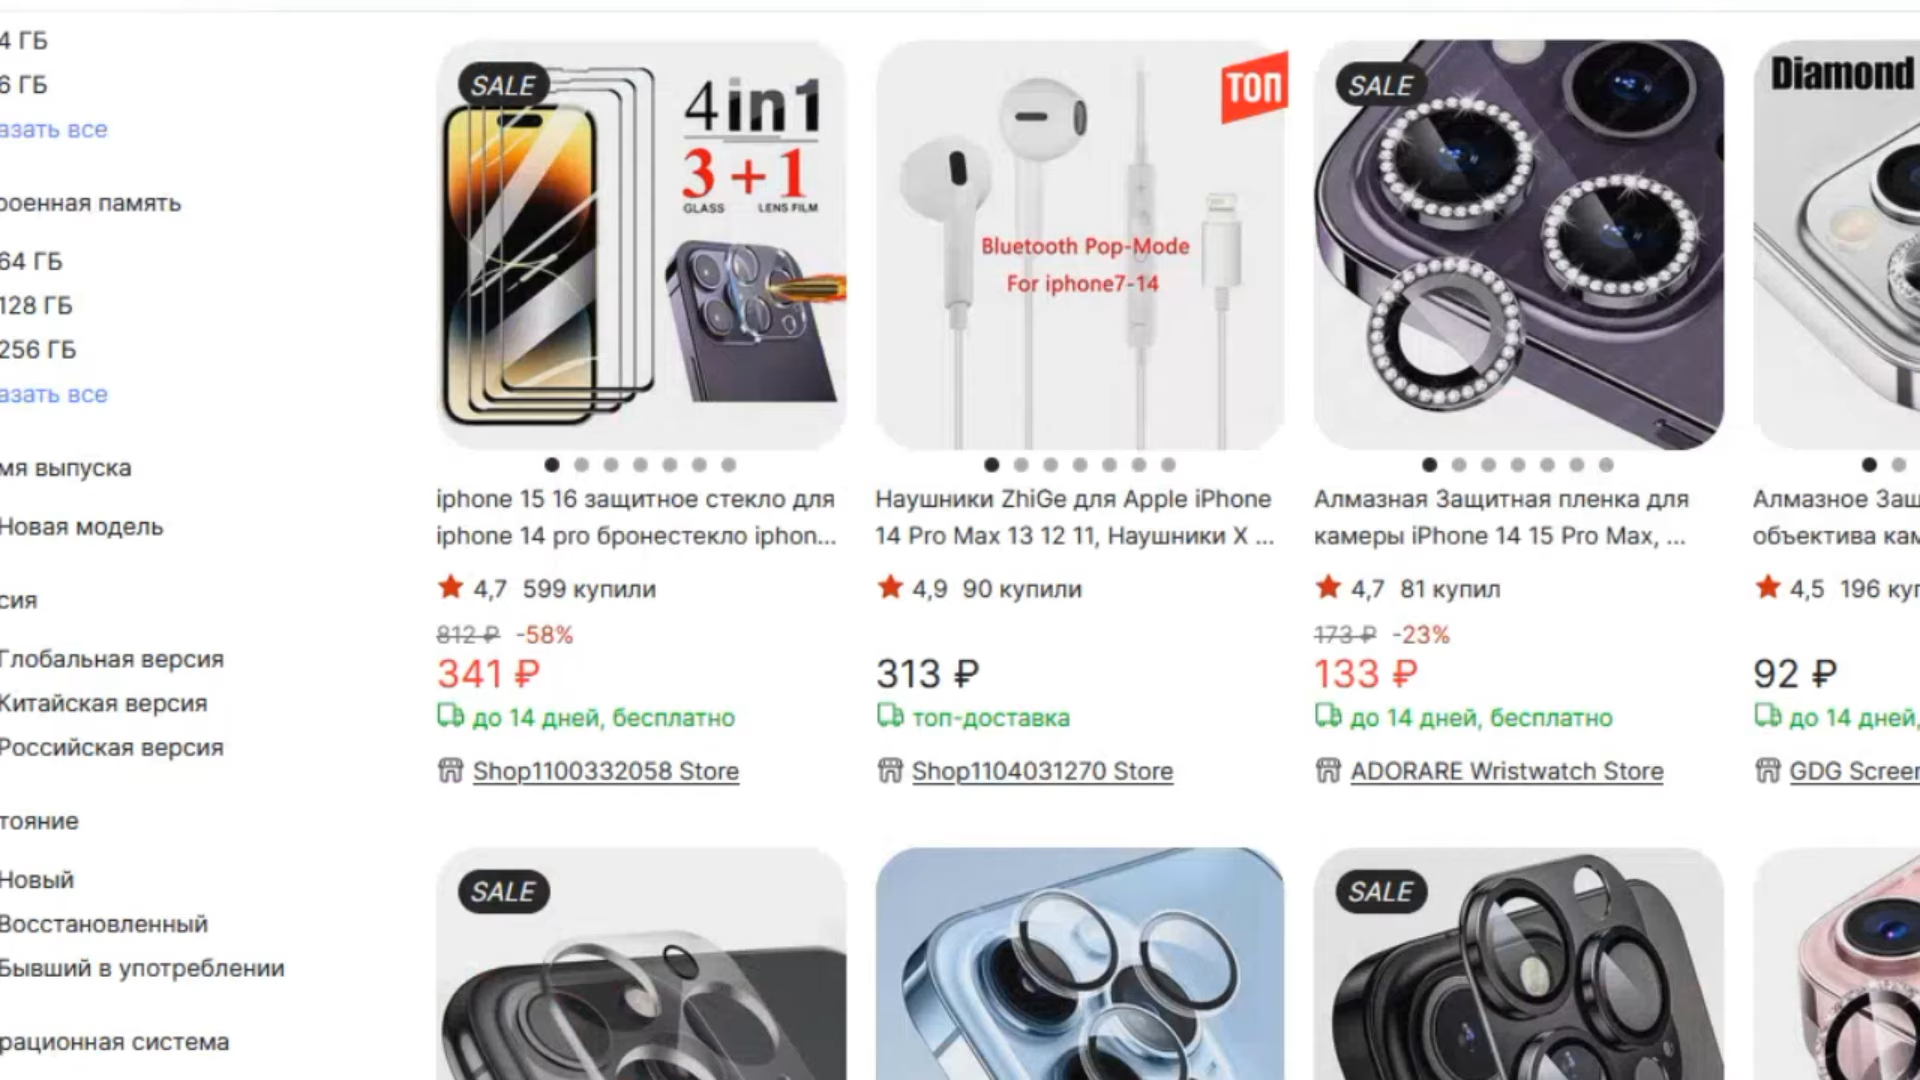 4 ГБ
6 ГБ
азать все
роенная память
64 ГБ
128 ГБ
256 ГБ
азать все
мя выпуска
Новая модель
сия
Глобальная версия
Китайская версия
Российская версия
тояние
Новый
Восстановленный
Бывший в употреблении
рационная система
SALE
4in1
3+1
GLASS LENS FILM
iphone 15 16 защитное стекло для
iphone 14 pro бронестекло iphon...
4,7 599 купили
812 ₽ -58%
341 ₽
до 14 дней, бесплатно
Shop1100332058 Store
ТОП
Bluetooth Pop-Mode
For iphone7-14
Наушники ZhiGe для Apple iPhone
14 Pro Max 13 12 11, Наушники X ...
4,9 90 купили
313 ₽
топ-доставка
Shop1104031270 Store
SALE
Алмазная Защитная пленка для
камеры iPhone 14 15 Pro Max, ...
4,7 81 купил
173 ₽ -23%
133 ₽
до 14 дней, бесплатно
ADORARE Wristwatch Store
Diamond
Алмазное Защ
объектива кам
4,5 196 куп
92 ₽
до 14 дней,
GDG Screen
SALE
SALE